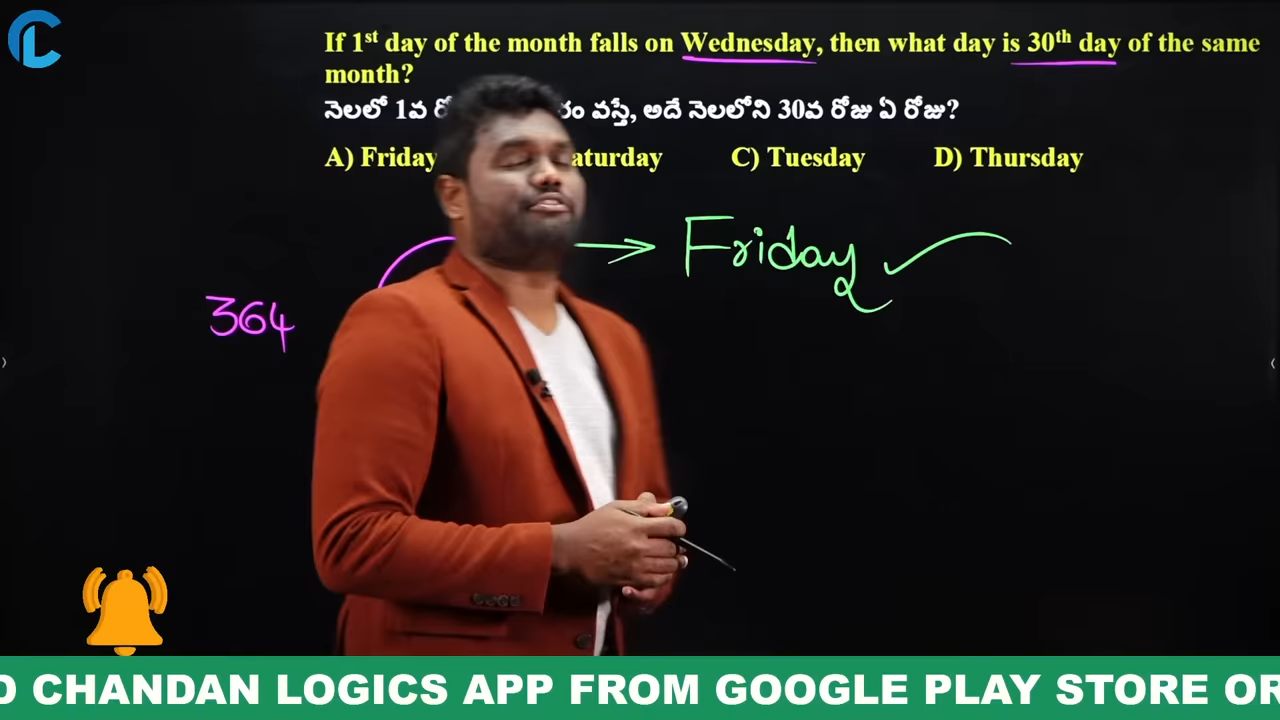 If 1st day of the month falls on Wednesday, then what day is 30th day of the same
month?
నెలలో 1వ వస్తే, అదే నెలలోని 30వ రోజు ఏ రోజు?
A) Friday C) Tuesday D) Thursday
Friday
364
CHANDAN LOGICS APP FROM GOOGLE PLAY STORE OR